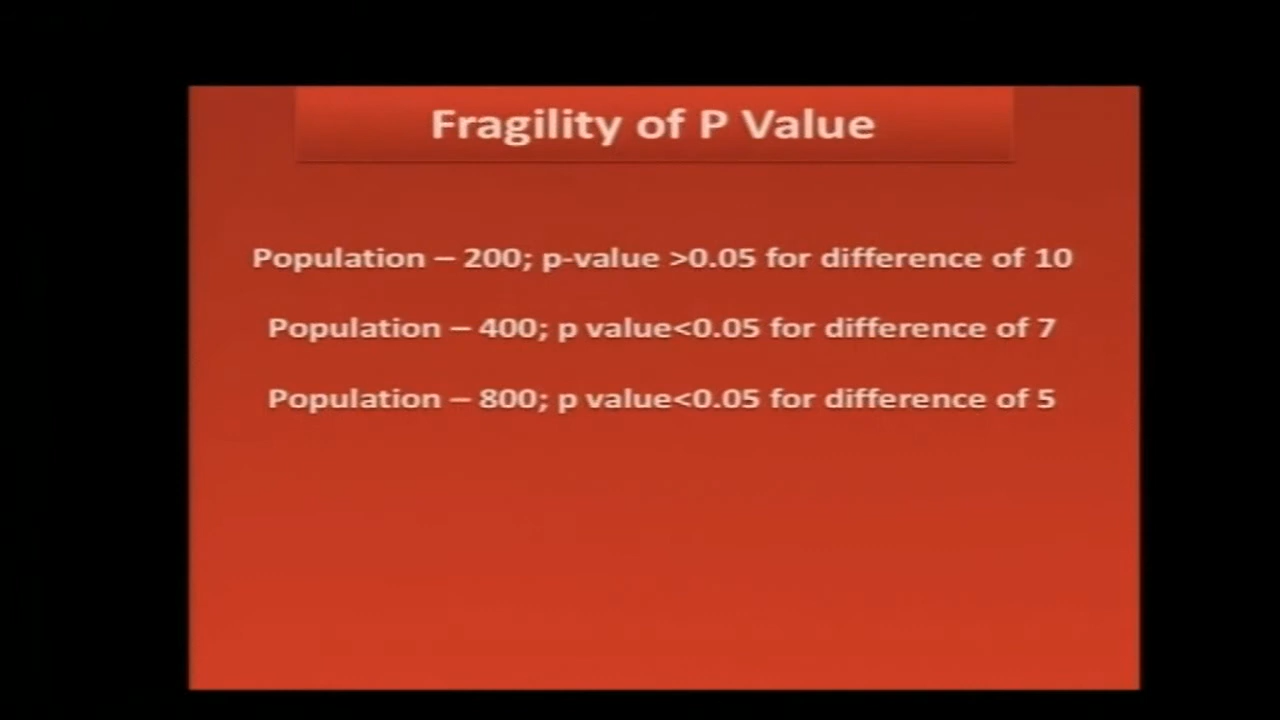 Fragility of P Value
Population – 200; p-value >0.05 for difference of 10
Population – 400; p value<0.05 for difference of 7
Population – 800; p value<0.05 for difference of 5